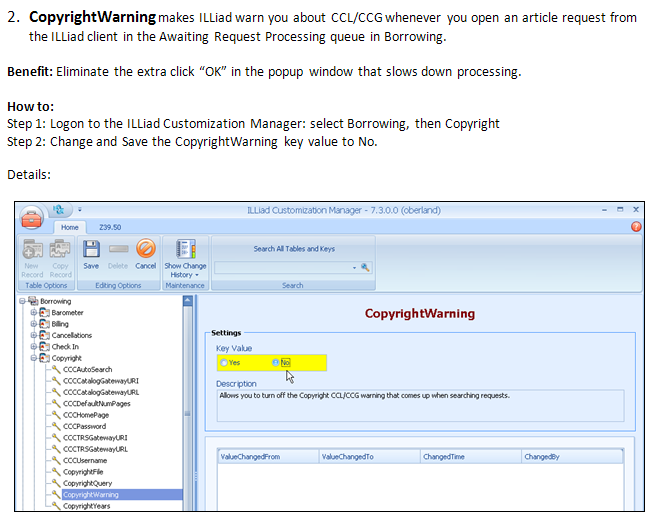 2. CopyrightWarning makes ILLiad warn you about CCL/CCG whenever you open an article request from
the ILLiad client in the Awaiting Request Processing queue in Borrowing.
Benefit: Eliminate the extra click “OK” in the popup window that slows down processing.
How to:
Step 1: Logon to the ILLiad Customization Manager: select Borrowing, then Copyright
Step 2: Change and Save the CopyrightWarning key value to No.
Details:
ILLiad Customization Manager - 7.3.0.0 (oberland)
Home Z39.50
New Record Copy Record Save Delete Cancel Show Change History
Search All Tables and Keys
Table Options Editing Options Maintenance Search
Borrowing
Barometer
Billing
Cancellations
Check In
Copyright
CCCAutoSearch
CCCCatalogGatewayURI
CCCCatalogGatewayURL
CCCDefaultNumPages
CCCHomePage
CCCPassword
CCCTRSGatewayURI
CCCTRSGatewayURL
CCCUsername
CopyrightFile
CopyrightQuery
CopyrightWarning
CopyrightYears
CopyrightWarning
Settings
Key Value
Yes No
Description
Allows you to turn off the Copyright CCL/CCG warning that comes up when searching requests.
ValueChangedFrom ValueChangedTo ChangedTime ChangedBy